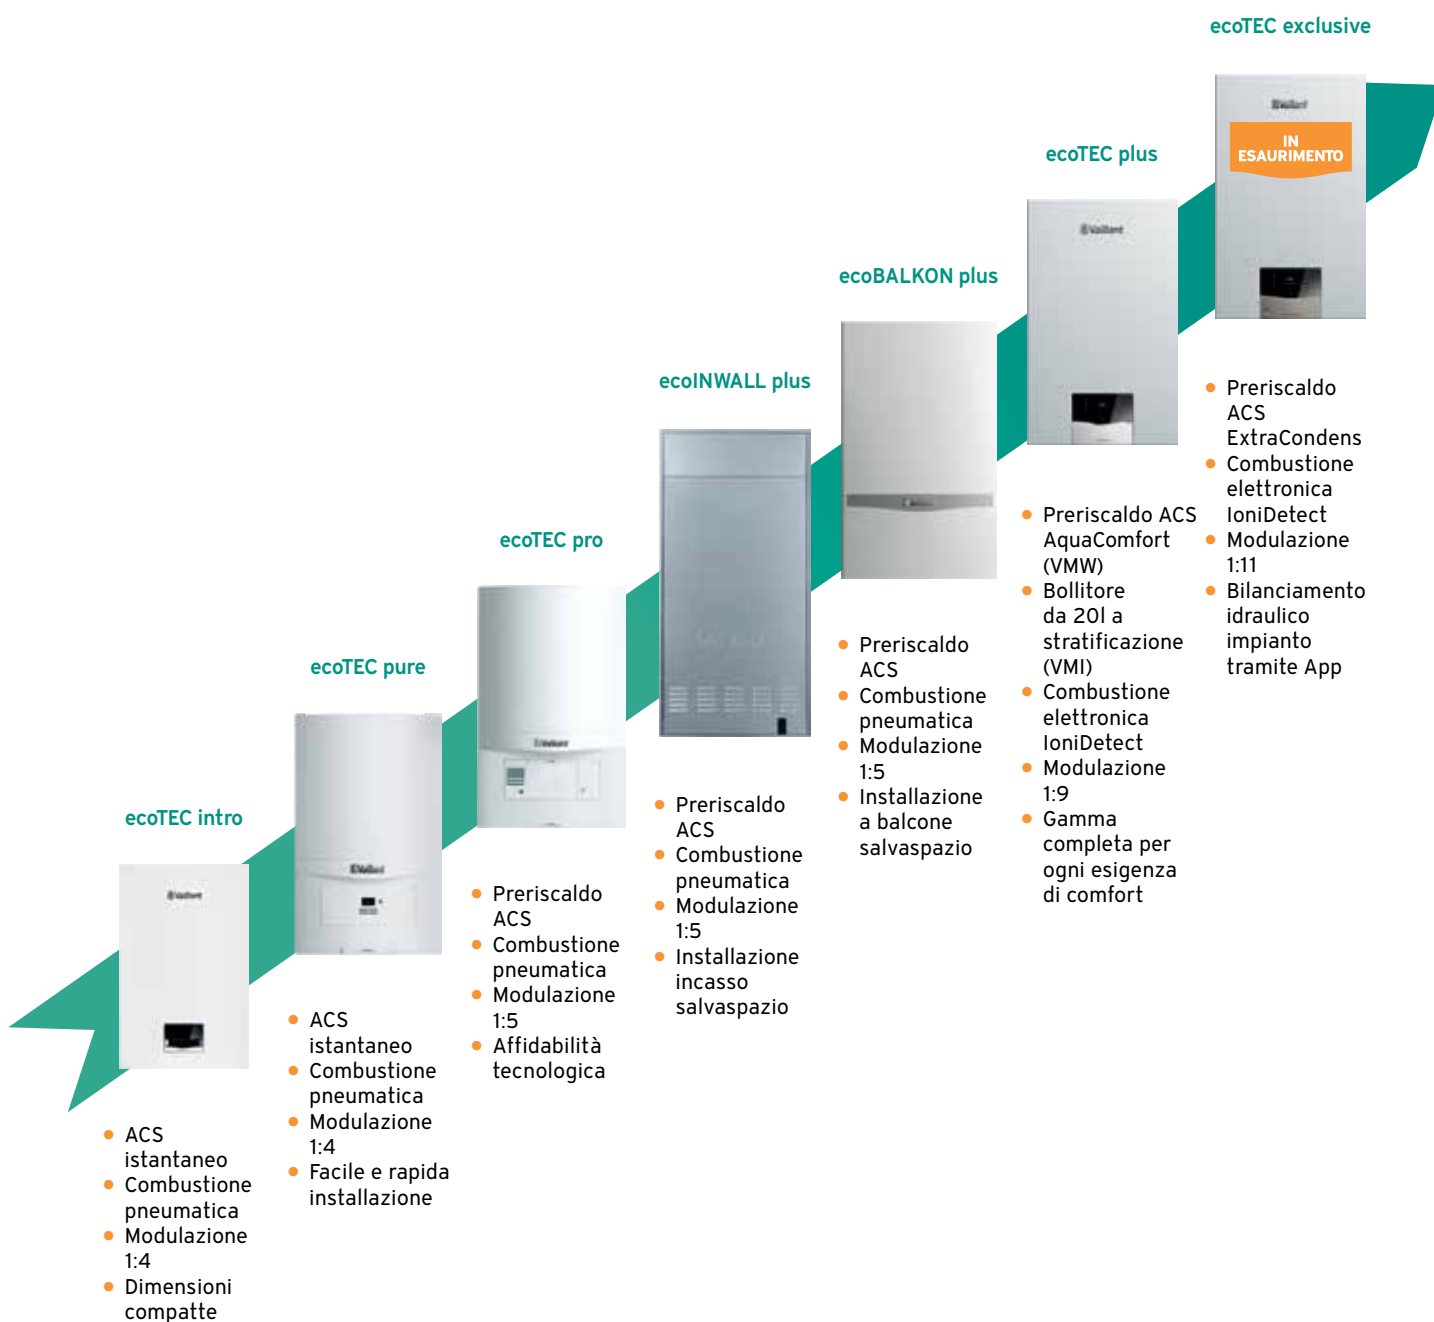 ecoTEC exclusive
Vaillant
IN
ESAURIMENTO
Preriscaldo
ACS
ExtraCondens
Combustione
elettronica
IoniDetect
Modulazione
1:11
Bilanciamento
idraulico
impianto
tramite App
ecoTEC plus
Vaillant
Preriscaldo ACS
AquaComfort
(VMW)
Bollitore
da 20l a
stratificazione
(VMI)
Combustione
elettronica
IoniDetect
Modulazione
1:9
Gamma
completa per
ogni esigenza
di comfort
ecoBALKON plus
Preriscaldo
ACS
Combustione
pneumatica
Modulazione
1:5
Installazione
a balcone
salvaspazio
ecoINWALL plus
Preriscaldo
ACS
Combustione
pneumatica
Modulazione
1:5
Installazione
incasso
salvaspazio
ecoTEC pro
Vaillant
Preriscaldo
ACS
Combustione
pneumatica
Modulazione
1:5
Affidabilità
tecnologica
ecoTEC pure
Vaillant
ACS
istantaneo
Combustione
pneumatica
Modulazione
1:4
Facile e rapida
installazione
ecoTEC intro
Vaillant
ACS
istantaneo
Combustione
pneumatica
Modulazione
1:4
Dimensioni
compatte